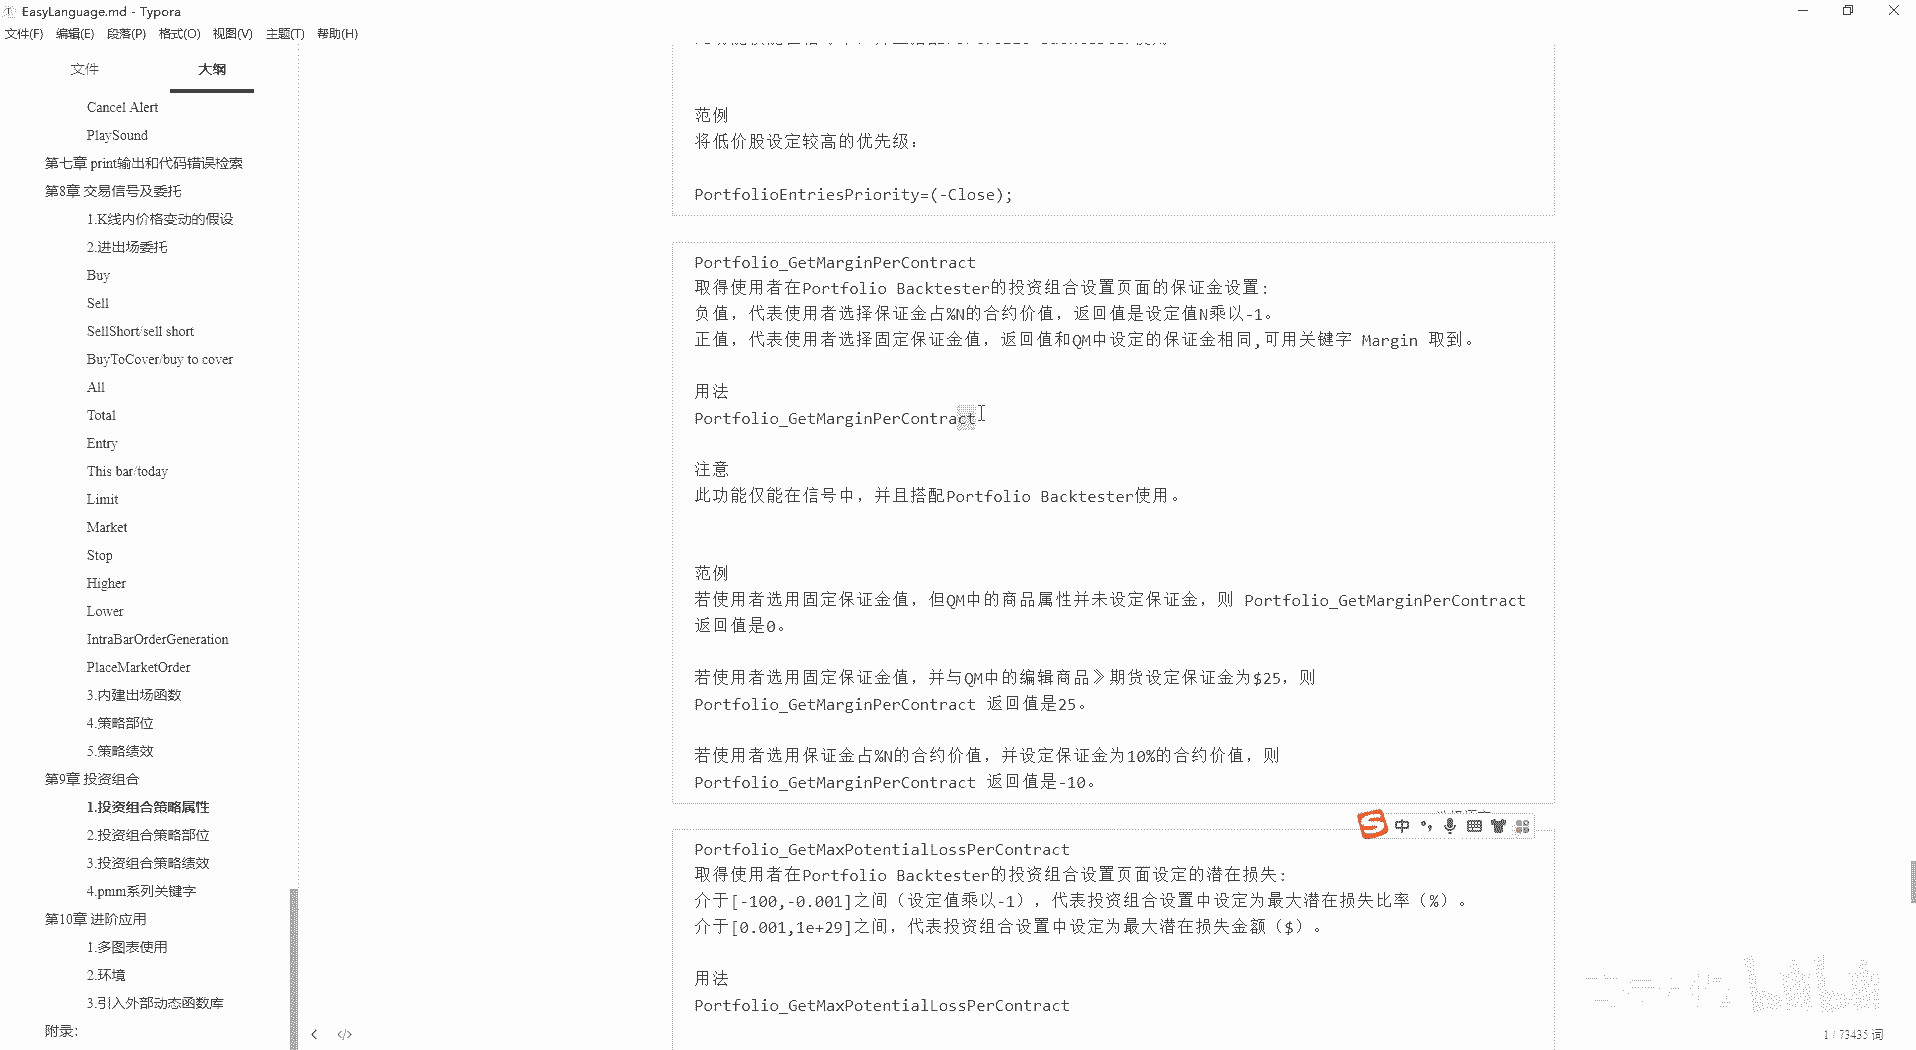 EasyLanguage.md - Typora
文件(F) 编辑(E) 段落(P) 格式(O) 视图(V) 主题(T) 帮助(H)
文件 大纲
Cancel Alert
PlaySound
第七章 print输出和代码错误检索
第8章 交易信号及委托
1.K线内价格变动的假设
2.进出场委托
Buy
Sell
SellShort/sell short
BuyToCover/buy to cover
All
Total
Entry
This bar/today
Limit
Market
Stop
Higher
Lower
IntraBarOrderGeneration
PlaceMarketOrder
3.内建出场函数
4.策略部位
5.策略绩效
第9章 投资组合
1.投资组合策略属性
2.投资组合策略部位
3.投资组合策略绩效
4.pmm系列关键字
第10章 进阶应用
1.多图表使用
2.环境
3.引入外部动态函数库
附录:
范例
将低价股设定较高的优先级:
PortfolioEntriesPriority=(-Close);
Portfolio_GetMarginPerContract
取得使用者在Portfolio Backtester的投资组合设置页面的保证金设置:
负值，代表使用者选择保证金占%N的合约价值，返回值是设定值N乘以-1。
正值，代表使用者选择固定保证金值，返回值和QM中设定的保证金相同,可用关键字 Margin 取到。
用法
Portfolio_GetMarginPerContract
注意
此功能仅能在信号中，并且搭配Portfolio Backtester使用。
范例
若使用者选用固定保证金值，但QM中的商品属性并未设定保证金，则 Portfolio_GetMarginPerContract
返回值是0。
若使用者选用固定保证金值，并与QM中的编辑商品》期货设定保证金为$25，则
Portfolio_GetMarginPerContract 返回值是25。
若使用者选用保证金占%N的合约价值，并设定保证金为10%的合约价值，则
Portfolio_GetMarginPerContract 返回值是-10。
中
Portfolio_GetMaxPotentialLossPerContract
取得使用者在Portfolio Backtester的投资组合设置页面设定的潜在损失:
介于[-100,-0.001]之间（设定值乘以-1），代表投资组合设置中设定为最大潜在损失比率（%）。
介于[0.001,1e+29]之间，代表投资组合设置中设定为最大潜在损失金额（$）。
用法
Portfolio_GetMaxPotentialLossPerContract
1 / 73435 词